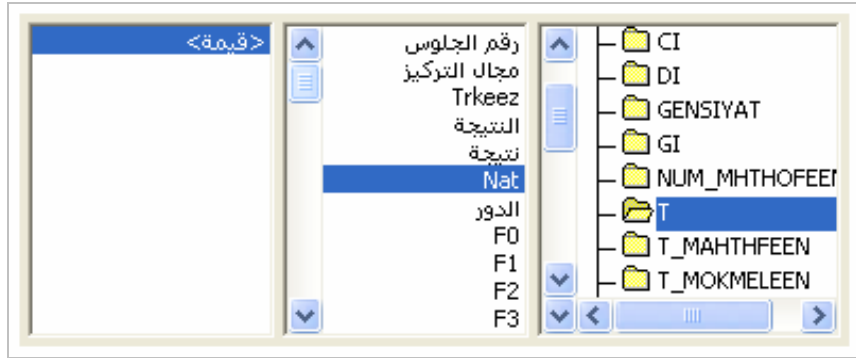 <قيمة>
رقم الجلوس
مجال التركيز
Trkeez
النتيجة
نتيجة
Nat
الدور
F0
F1
F2
F3
CI
DI
GENSIYAT
GI
NUM_MHTHOFEEN
T
T_MAHTHFEEN
T_MOKMELEEN